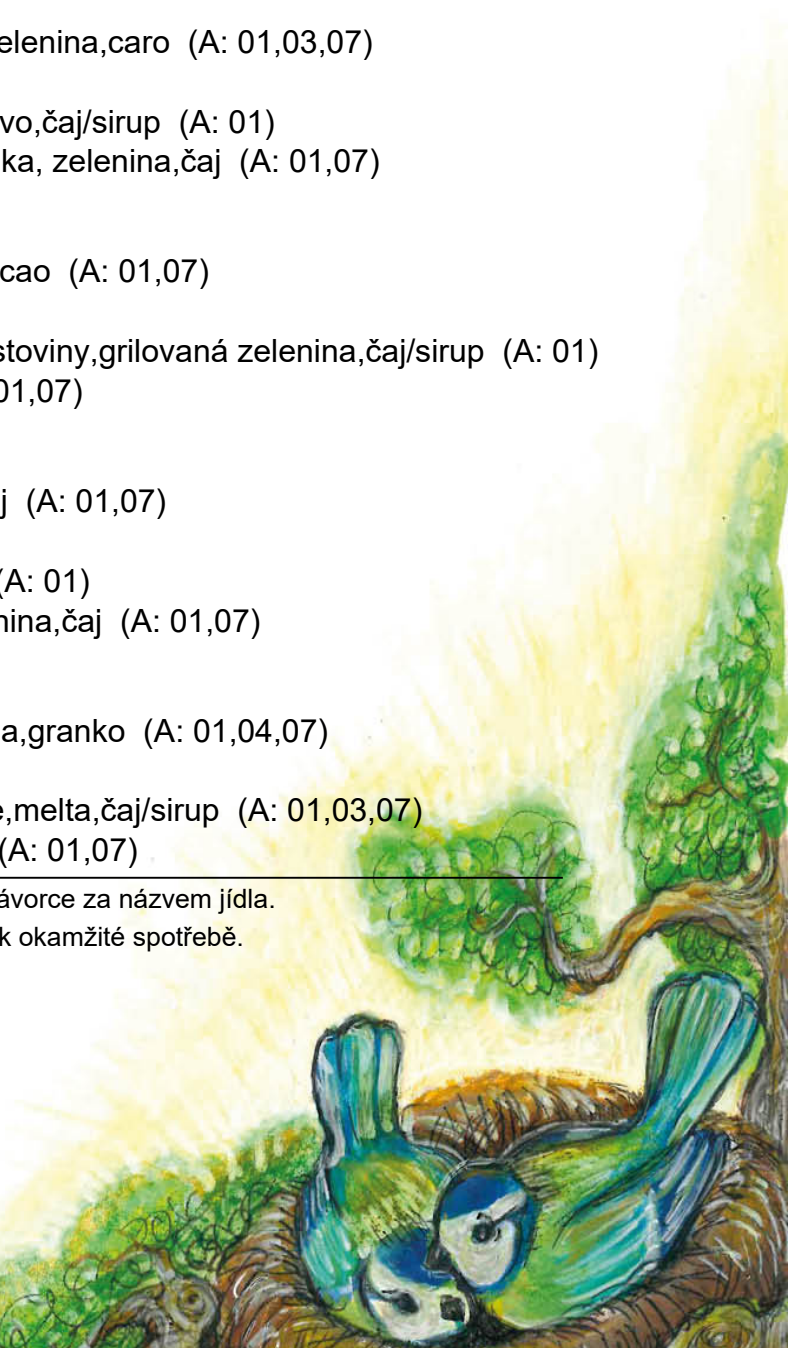 elenina,caro (A: 01,03,07)
vo,čaj/sirup (A: 01)
ka, zelenina,čaj (A: 01,07)
cao (A: 01,07)
stoviny,grilovaná zelenina,čaj/sirup (A: 01)
01,07)
j (A: 01,07)
(A: 01)
nina,čaj (A: 01,07)
a,granko (A: 01,04,07)
e,melta,čaj/sirup (A: 01,03,07)
(A: 01,07)
ávorce za názvem jídla.
k okamžité spotřebě.